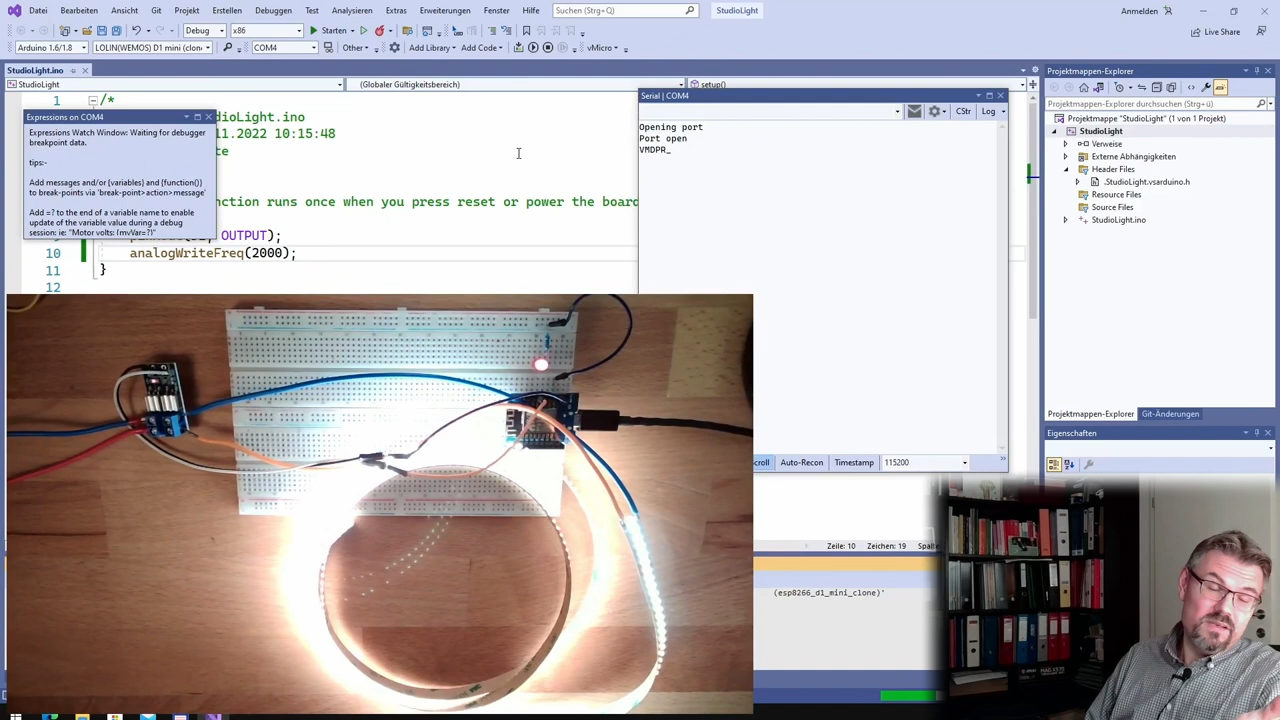 Datei Bearbeiten Ansicht Git Projekt Erstellen Debuggen Test Analysieren Extras Erweiterungen Fenster Hilfe Suchen (Strg+Q) StudioLight Anmelden
Debug x86 Starten Live Share
Arduino 1.6/1.8 LOLIN(WEMOS) D1 mini (clone) COM4 Other Add Library Add Code vMicro
StudioLight.ino
StudioLight (Globaler Gültigkeitsbereich) setup()
1 /*
dioLight.ino
11.2022 10:15:48
te
nction runs once when you press reset or power the board
OUTPUT);
10 analogWriteFreq(2000);
11 }
12
Expressions on COM4
Expressions Watch Window: Waiting for debugger
breakpoint data.
tips:-
Add messages and/or {variables} and {function()}
to break-points via 'break-point>action>message'
Add =? to the end of a variable name to enable
update of the variable value during a debug
session: ie: "Motor volts: {mvVar=?}"
Serial | COM4
CStr Log
Opening port
Port open
VMDPR_
croll Auto-Recon Timestamp 115200
Projektmappen-Explorer
Projektmappen-Explorer durchsuchen (Strg+ü)
Projektmappe "StudioLight" (1 von 1 Projekt)
StudioLight
Verweise
Externe Abhängigkeiten
Header Files
.StudioLight.vsarduino.h
Resource Files
Source Files
StudioLight.ino
Projektmappen-Explorer Git-Änderungen
Eigenschaften
Zeile: 10 Zeichen: 19 Spalte
(esp8266_d1_mini_clone)'